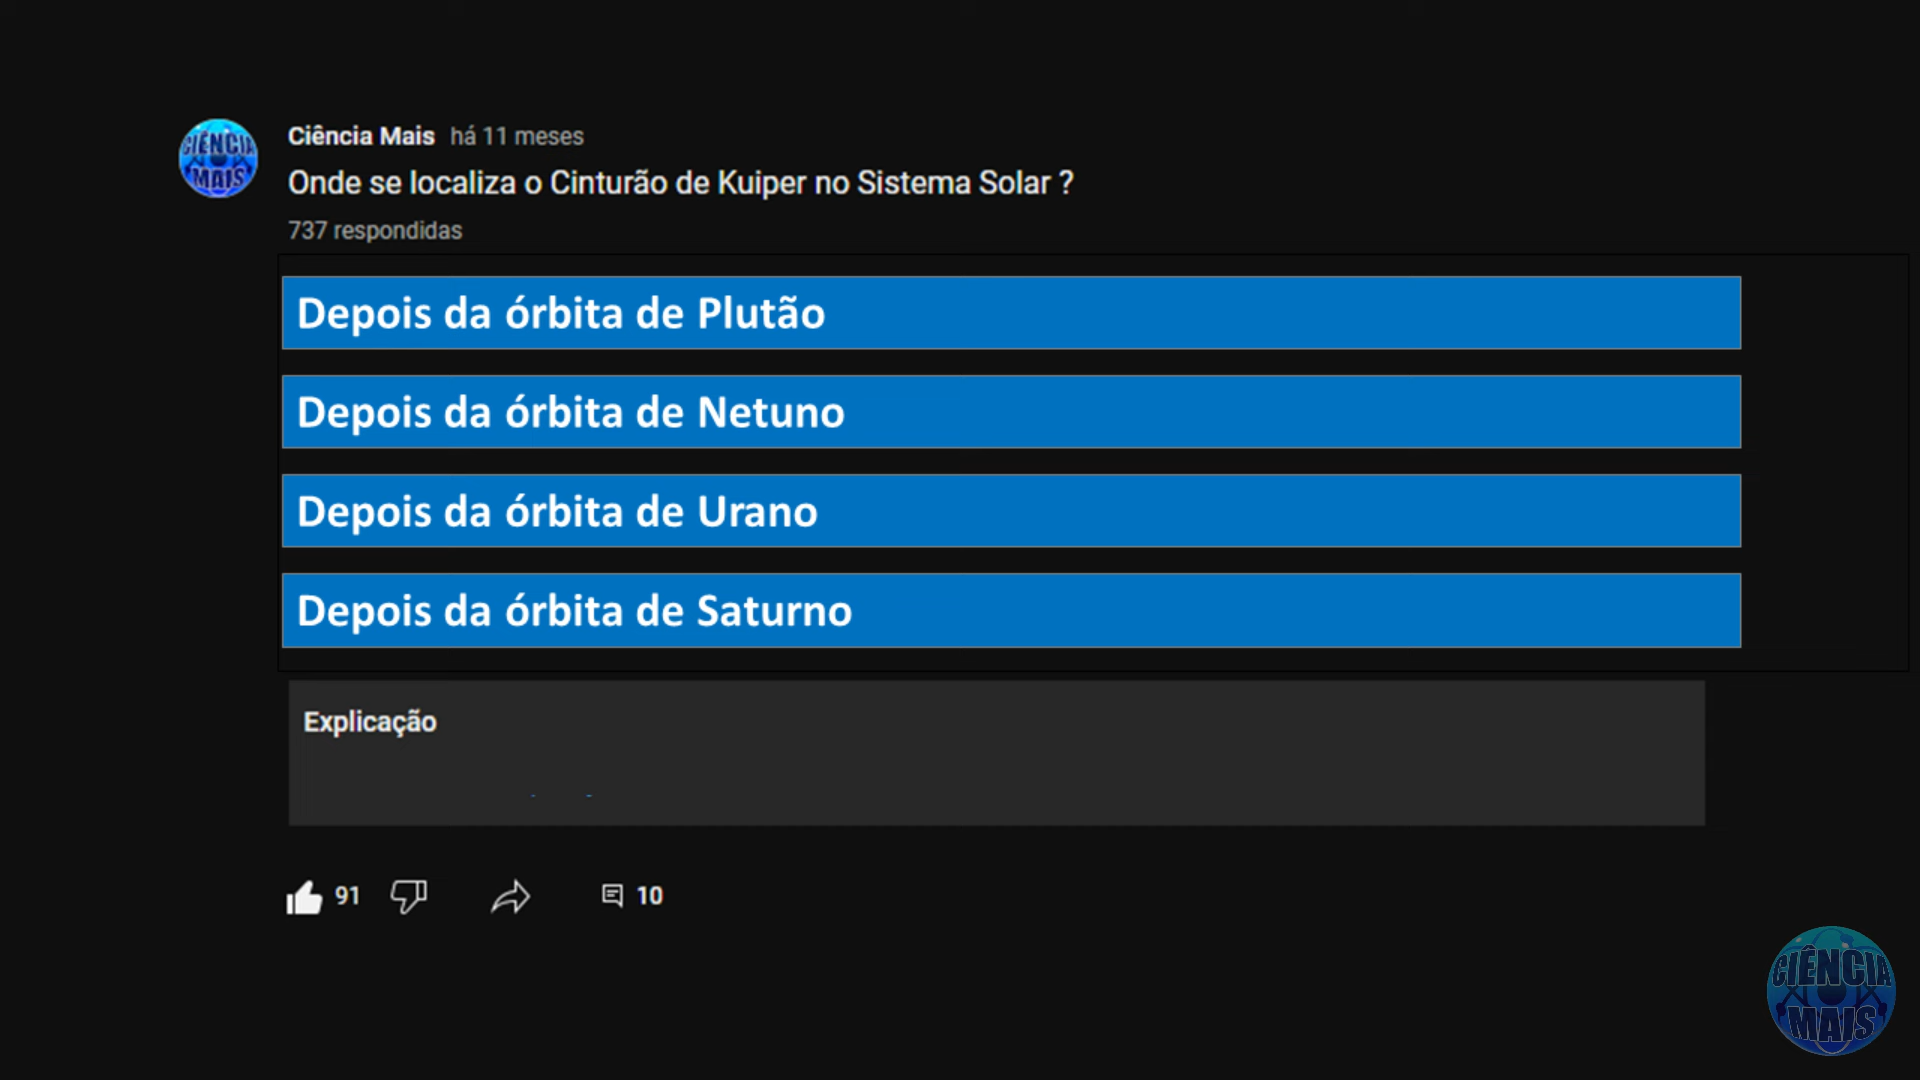 CIÊNCIA
MAIS
Ciência Mais há 11 meses
Onde se localiza o Cinturão de Kuiper no Sistema Solar ?
737 respondidas
Depois da órbita de Plutão
Depois da órbita de Netuno
Depois da órbita de Urano
Depois da órbita de Saturno
Explicação
91 10
CIÊNCIA
MAIS